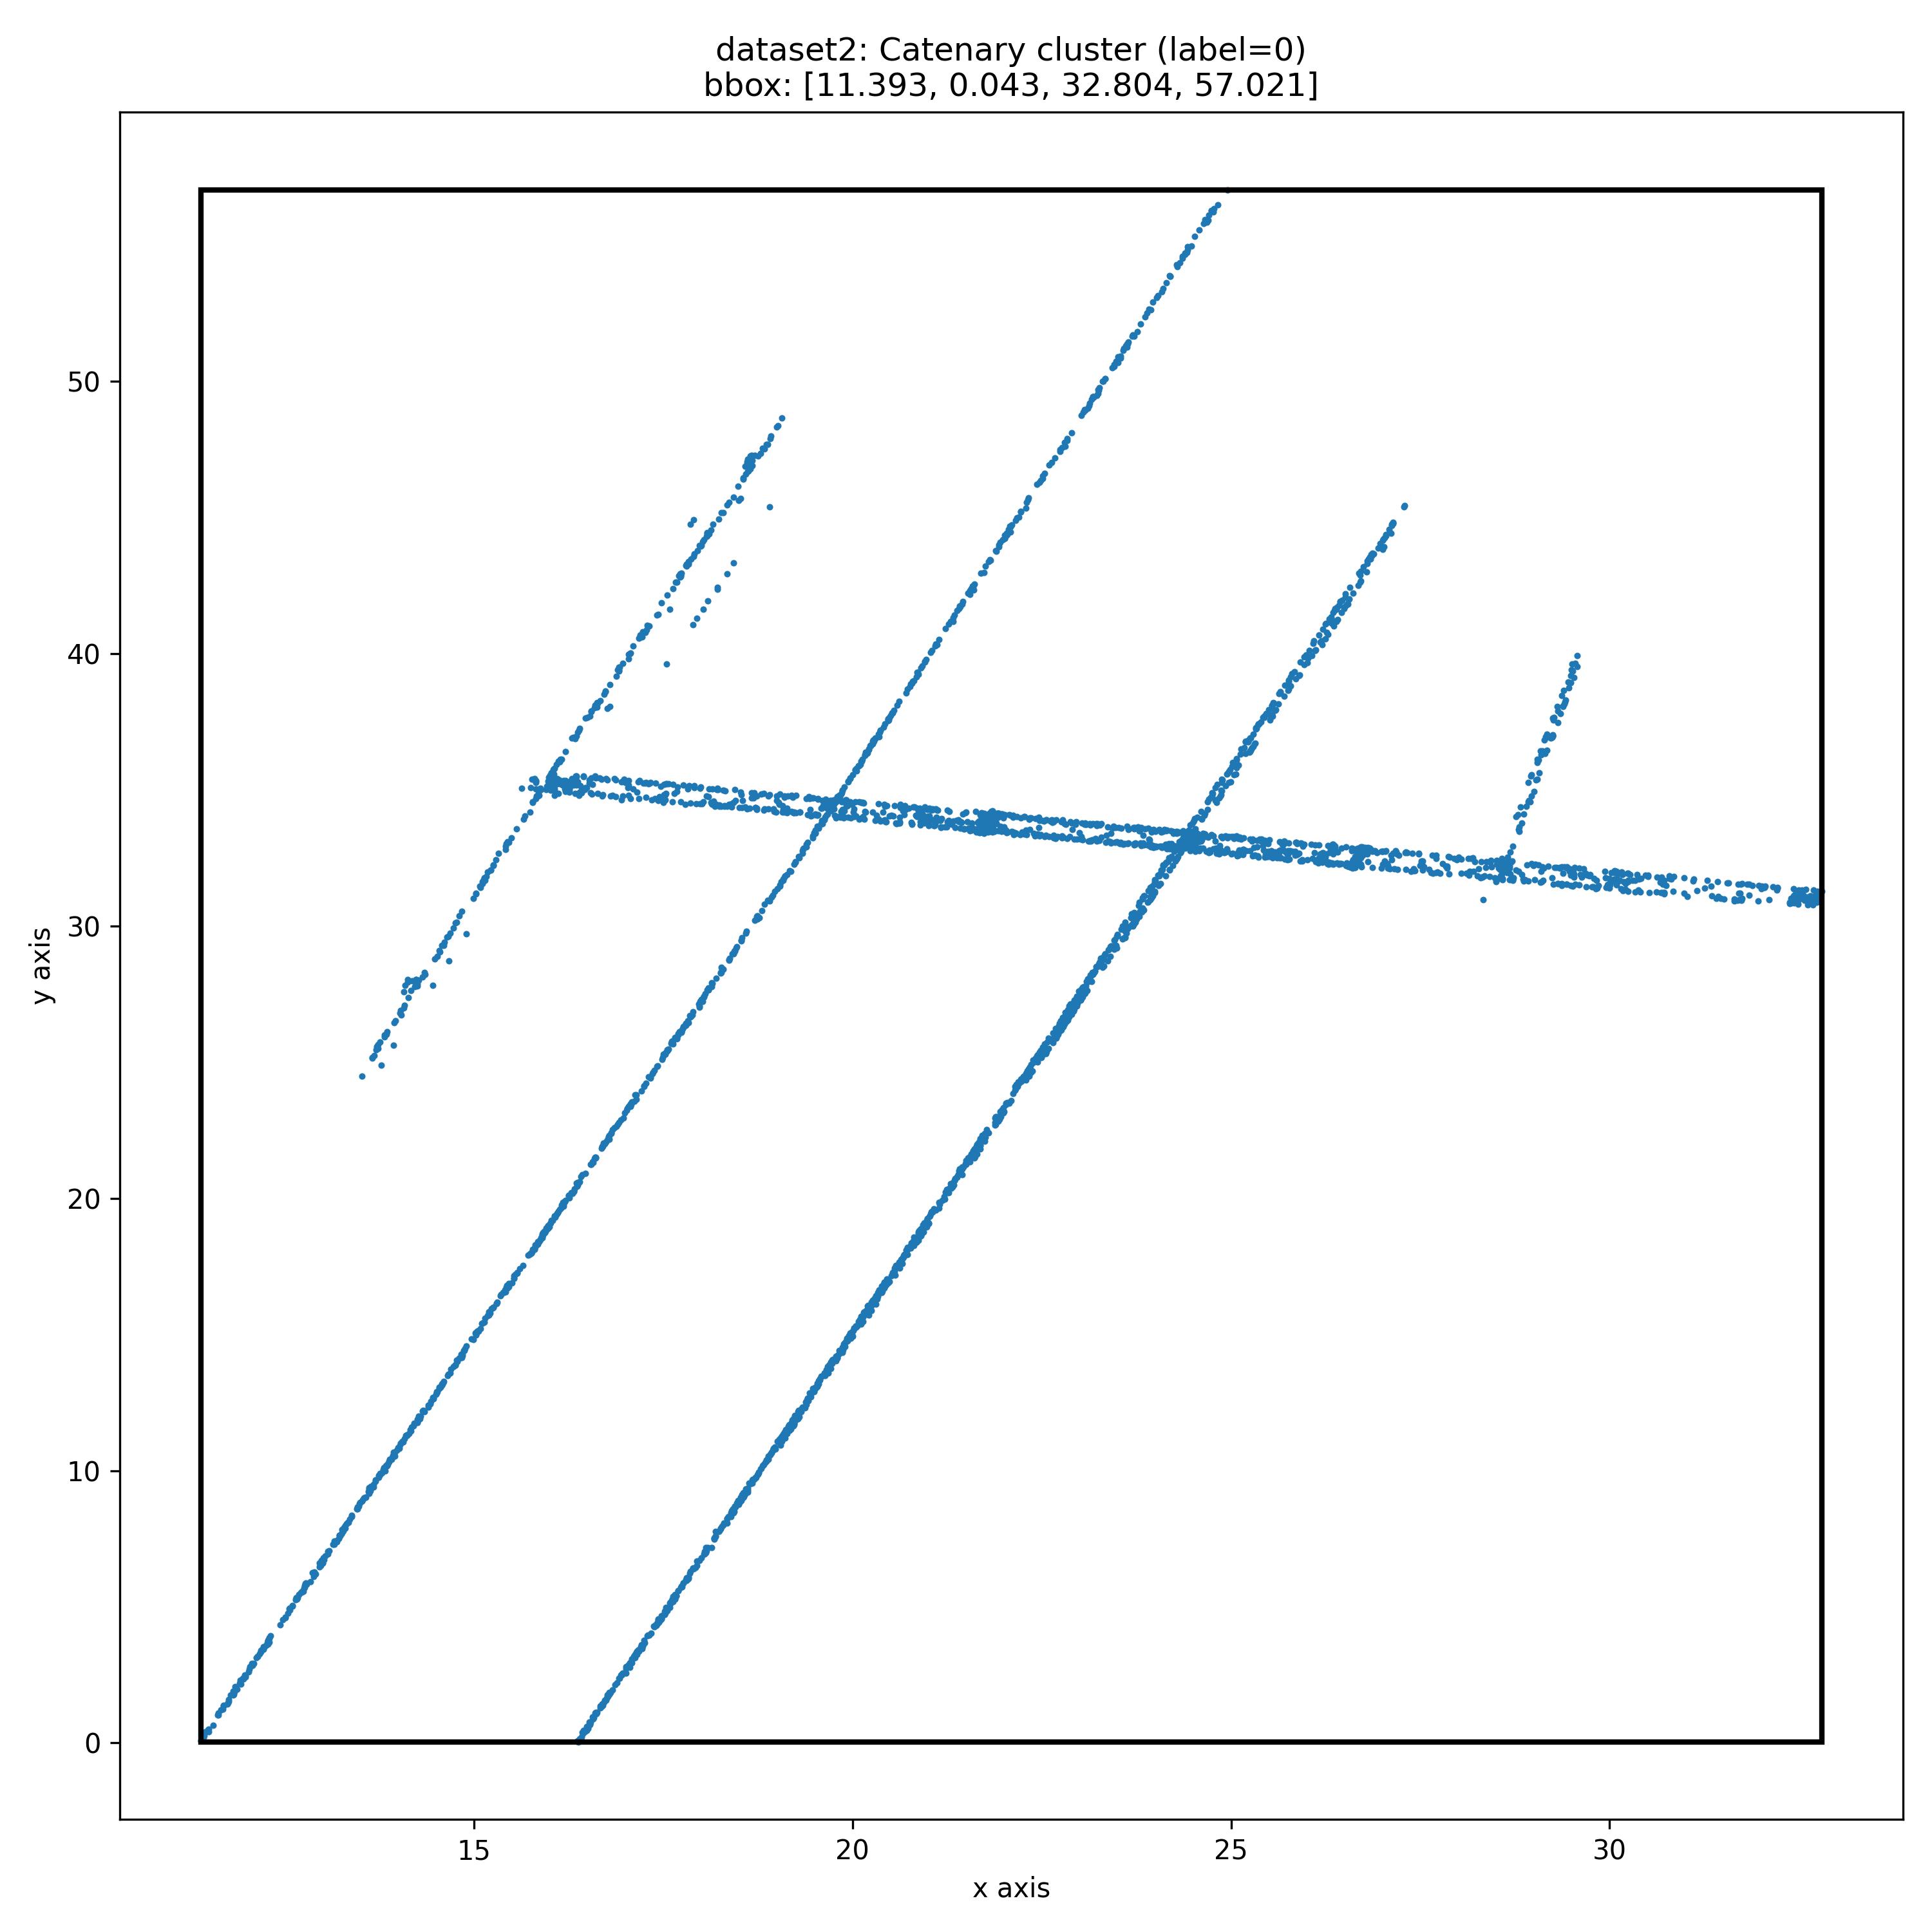 dataset2: Catenary cluster (label=0)
bbox: [11.393, 0.043, 32.804, 57.021]
50
40
30
20
10
0
y axis
15 20 25 30
x axis